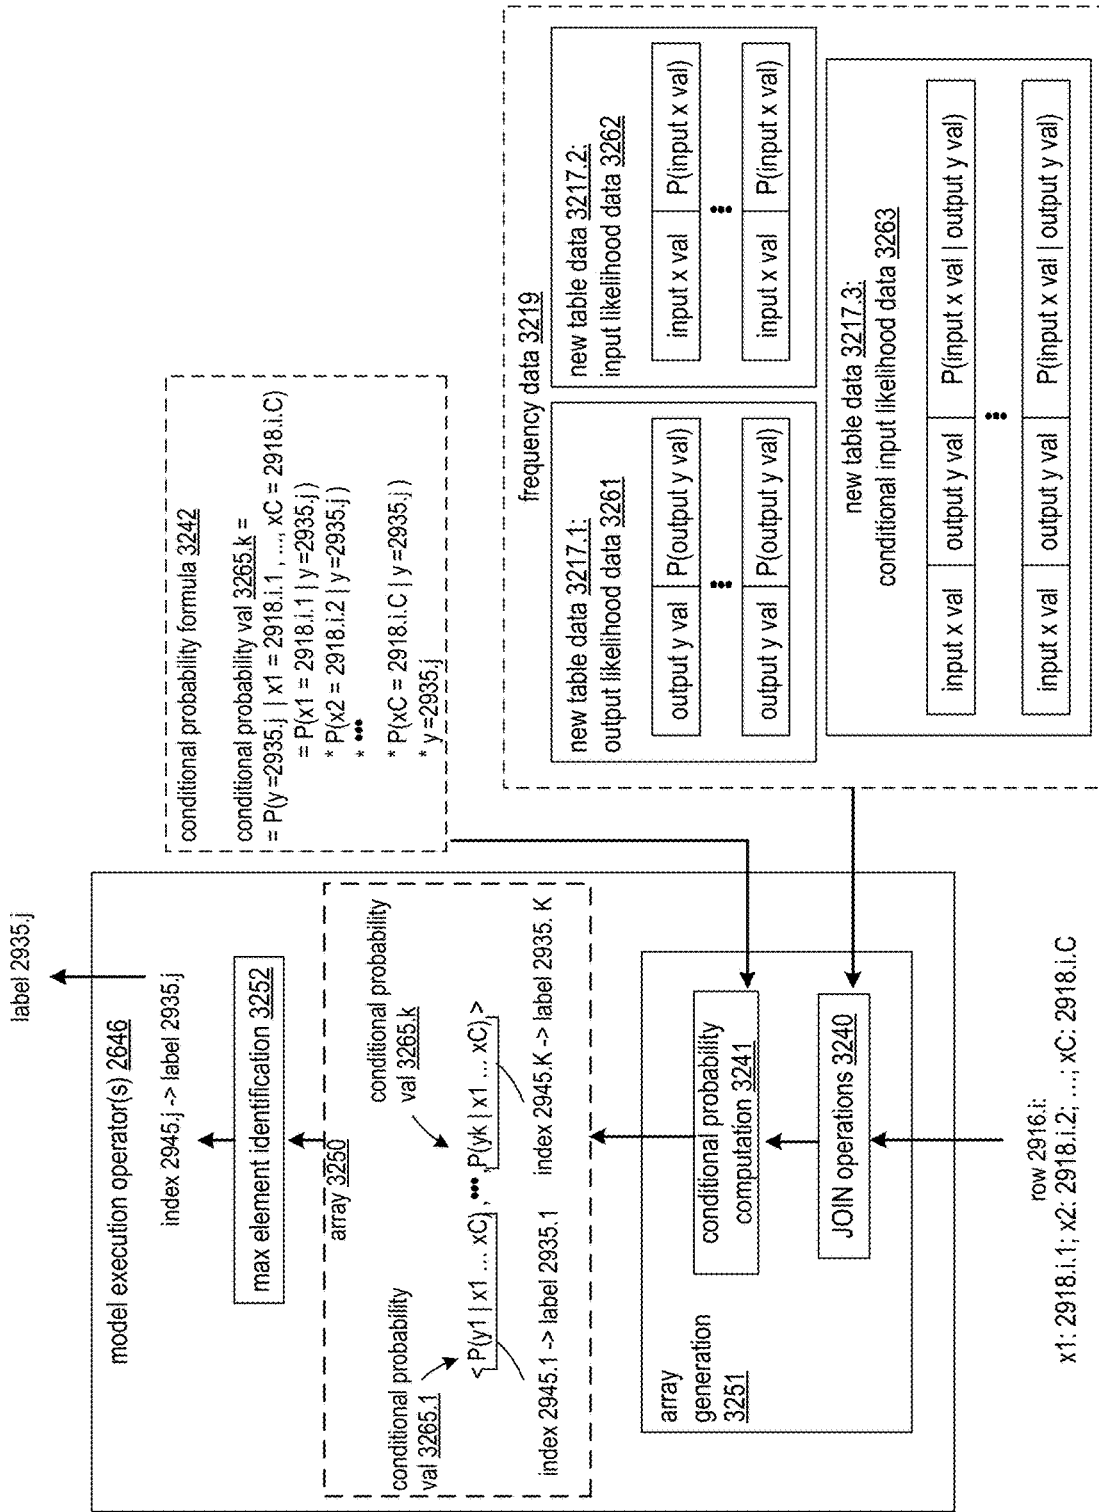 label 2935.j
model execution operator(s) 2646
index 2945.j -> label 2935.j
max element identification 3252
array 3250
conditional probability
val 3265.1
conditional probability
val 3265.k
< P(y1 | x1 ... xC) , ••• , P(yk | x1 ... xC) >
index 2945.1 -> label 2935.1
index 2945.K -> label 2935. K
array
generation
3251
conditional probability
computation 3241
JOIN operations 3240
row 2916.i:
x1: 2918.i.1; x2: 2918.i.2; ...; xC: 2918.i.C
conditional probability formula 3242
conditional probability val 3265.k =
= P(y =2935.j | x1 = 2918.i.1 , ..., xC = 2918.i.C)
= P(x1 = 2918.i.1 | y =2935.j )
* P(x2 = 2918.i.2 | y =2935.j )
* •••
* P(xC = 2918.i.C | y =2935.j )
* y =2935.j
frequency data 3219
new table data 3217.1:
output likelihood data 3261
output y val P(output y val)
•••
output y val P(output y val)
new table data 3217.2:
input likelihood data 3262
input x val P(input x val)
•••
input x val P(input x val)
new table data 3217.3:
conditional input likelihood data 3263
input x val output y val P(input x val | output y val)
•••
input x val output y val P(input x val | output y val)